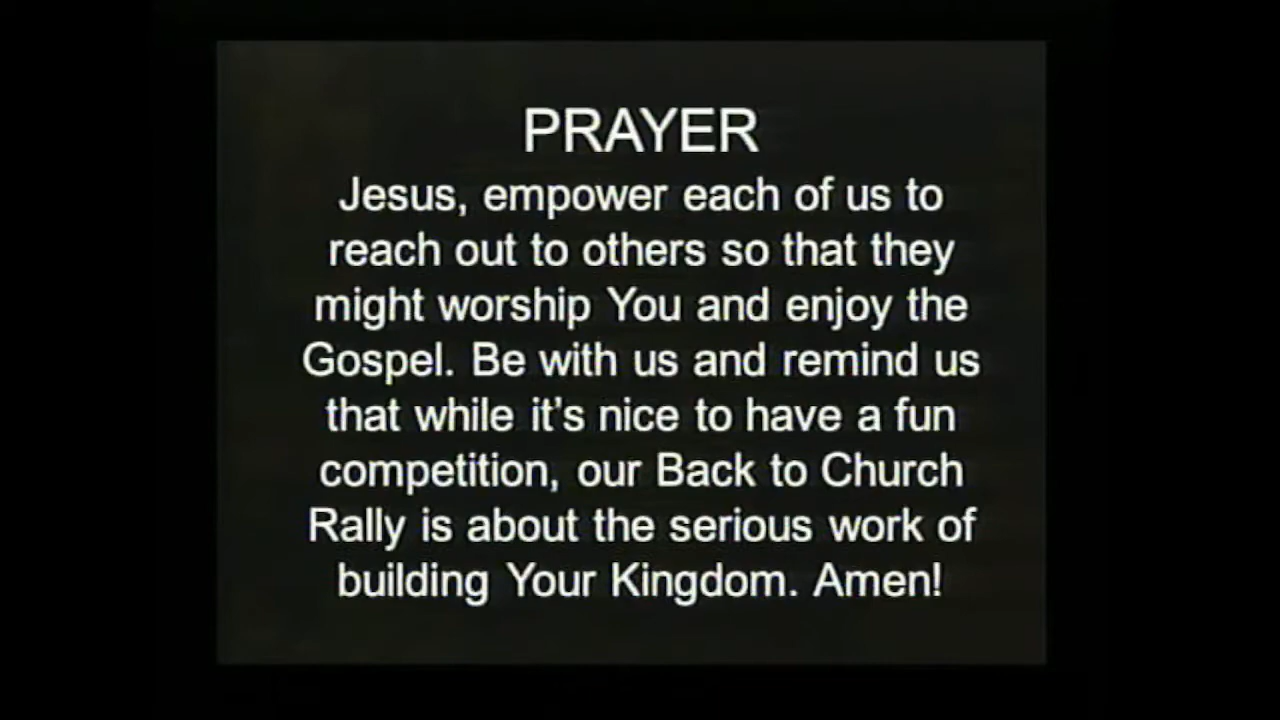 PRAYER
Jesus, empower each of us to
reach out to others so that they
might worship You and enjoy the
Gospel. Be with us and remind us
that while it's nice to have a fun
competition, our Back to Church
Rally is about the serious work of
building Your Kingdom. Amen!